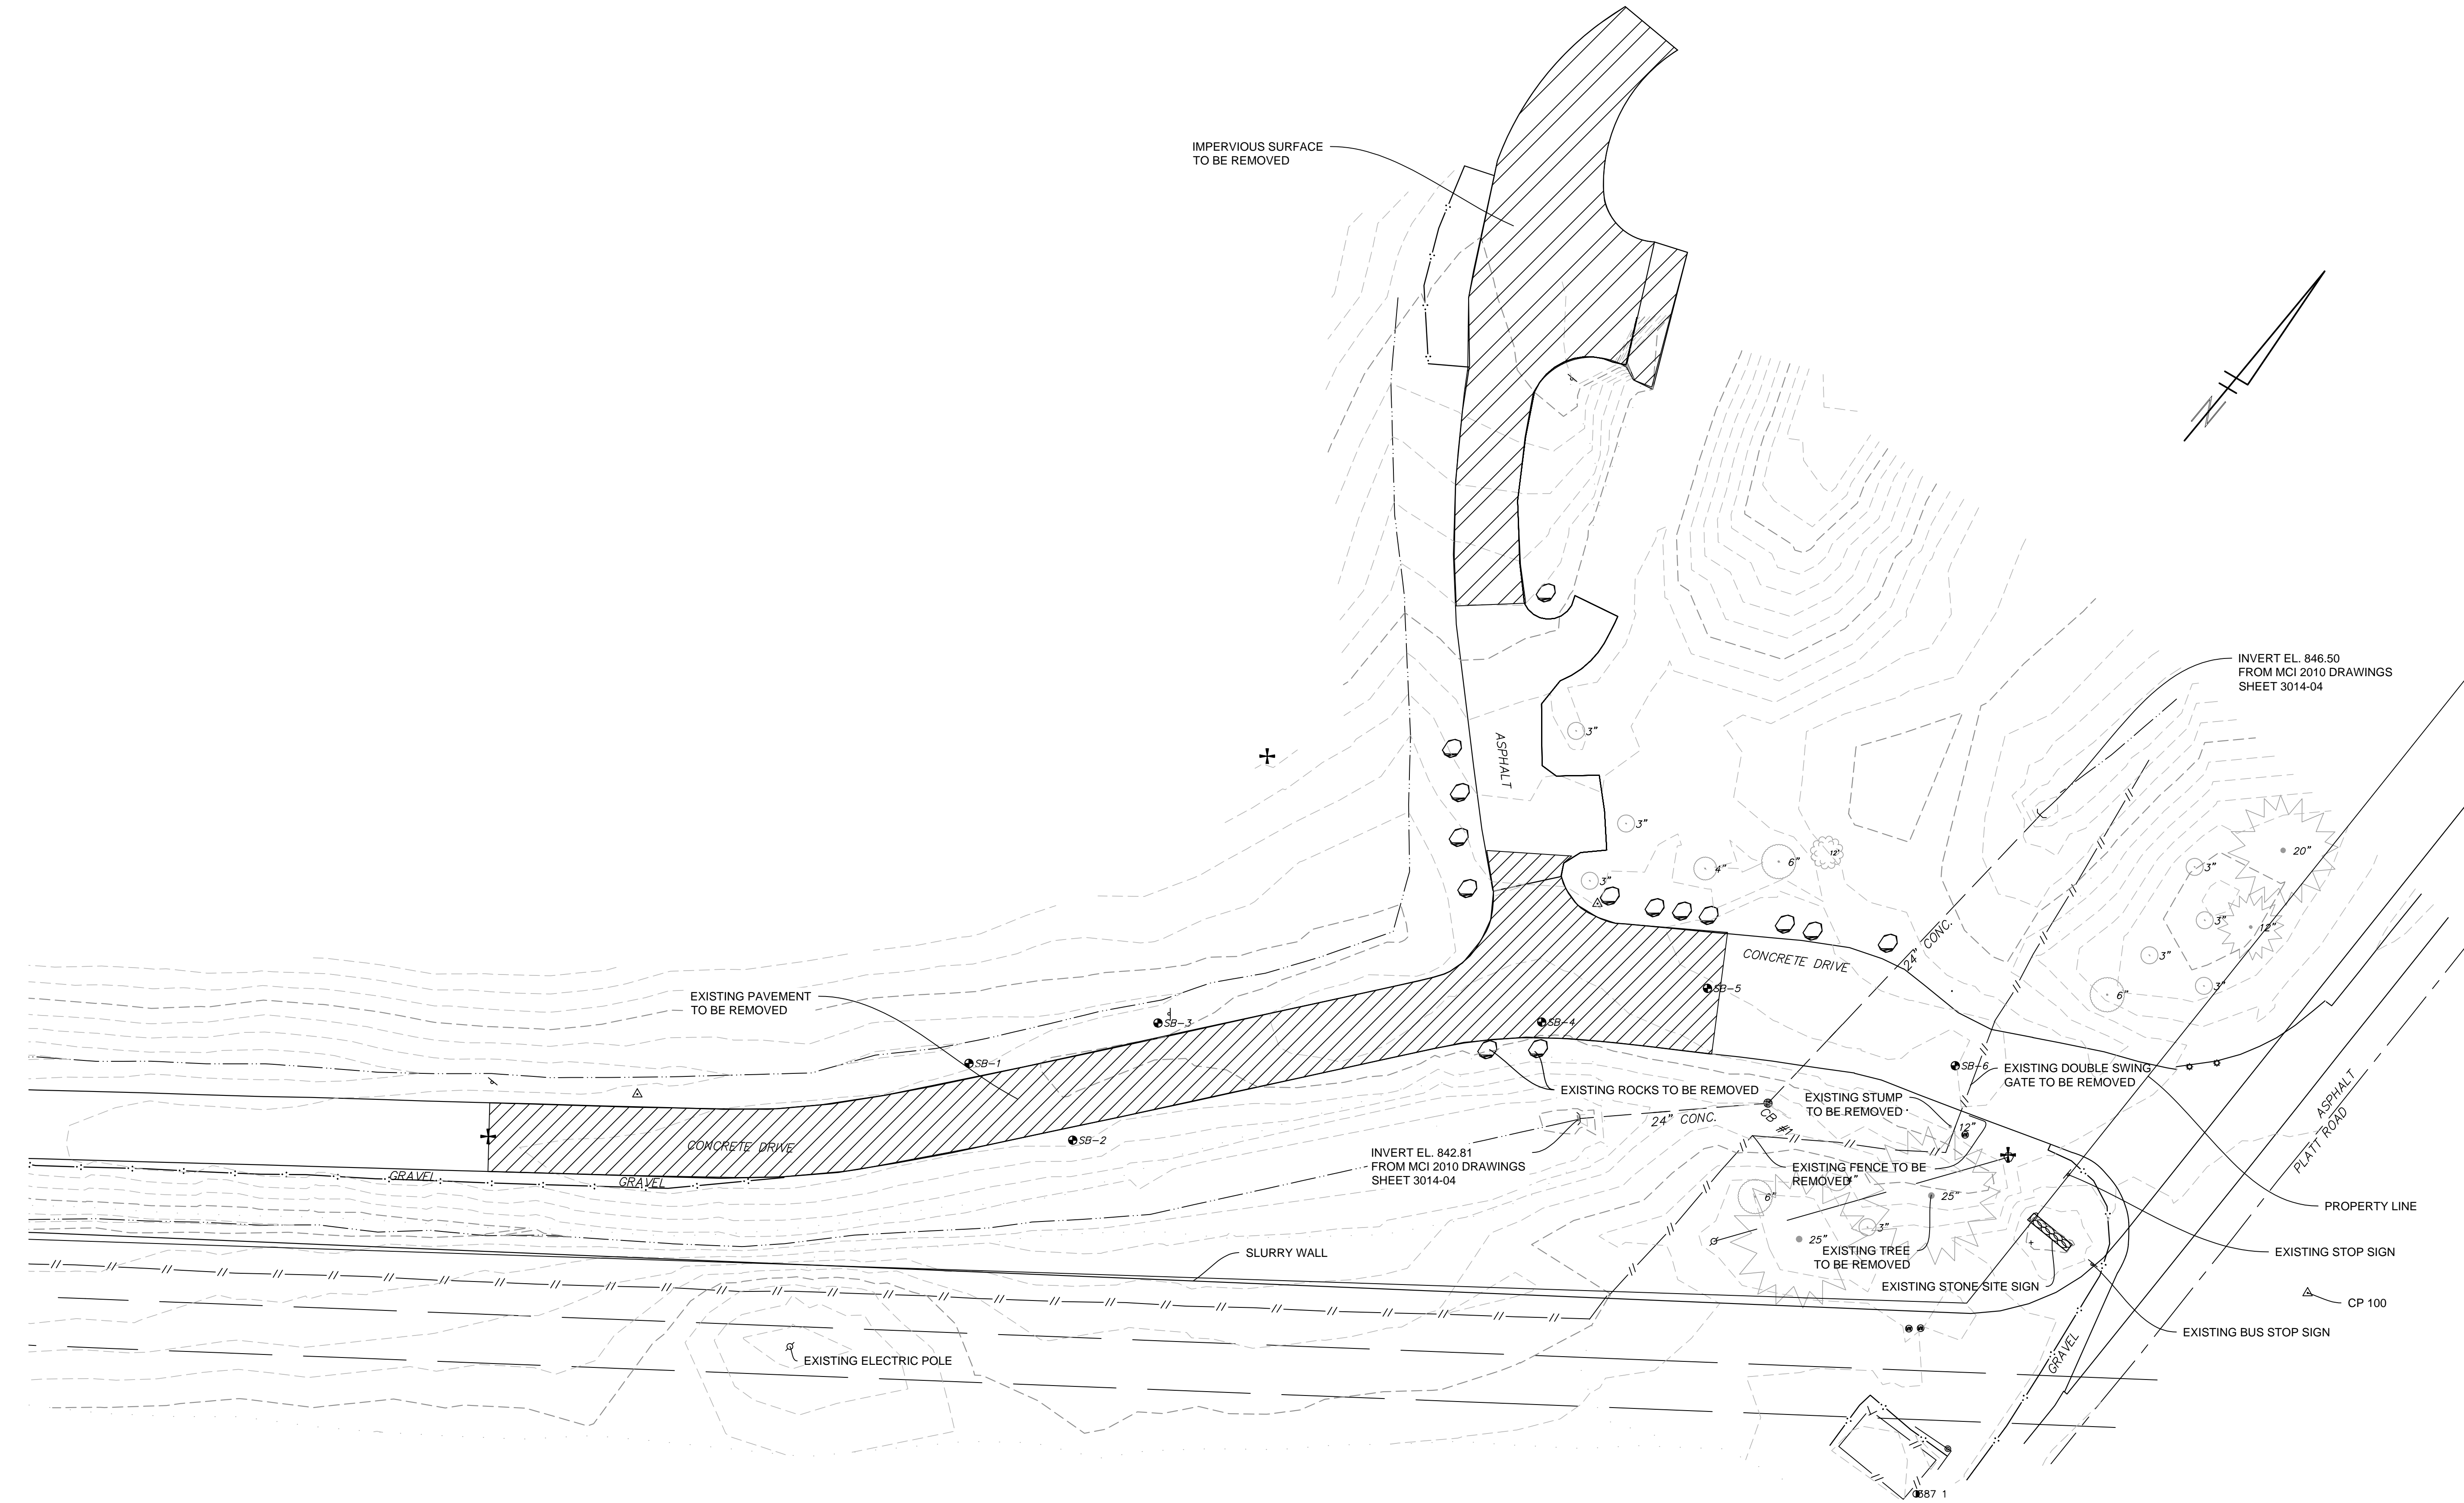 IMPERVIOUS SURFACE
TO BE REMOVED
N
INVERT EL. 846.50
FROM MCI 2010 DRAWINGS
SHEET 3014-04
ASPHALT
3"
3"
4"
6"
12"
3"
20"
3"
3"
12"
3"
3"
6"
24" CONC.
CONCRETE DRIVE
EXISTING PAVEMENT
TO BE REMOVED
SB-5
SB-3
SB-4
SB-1
SB-6
EXISTING DOUBLE SWING
GATE TO BE REMOVED
EXISTING ROCKS TO BE REMOVED
EXISTING STUMP
TO BE REMOVED
ASPHALT
PLATT ROAD
24" CONC.
CB #1
12"
CONCRETE DRIVE
SB-2
INVERT EL. 842.81
FROM MCI 2010 DRAWINGS
SHEET 3014-04
EXISTING FENCE TO BE
REMOVED
GRAVEL
GRAVEL
6"
25"
3"
25"
PROPERTY LINE
SLURRY WALL
EXISTING TREE
TO BE REMOVED
EXISTING STOP SIGN
EXISTING STONE SITE SIGN
CP 100
EXISTING BUS STOP SIGN
GRAVEL
EXISTING ELECTRIC POLE